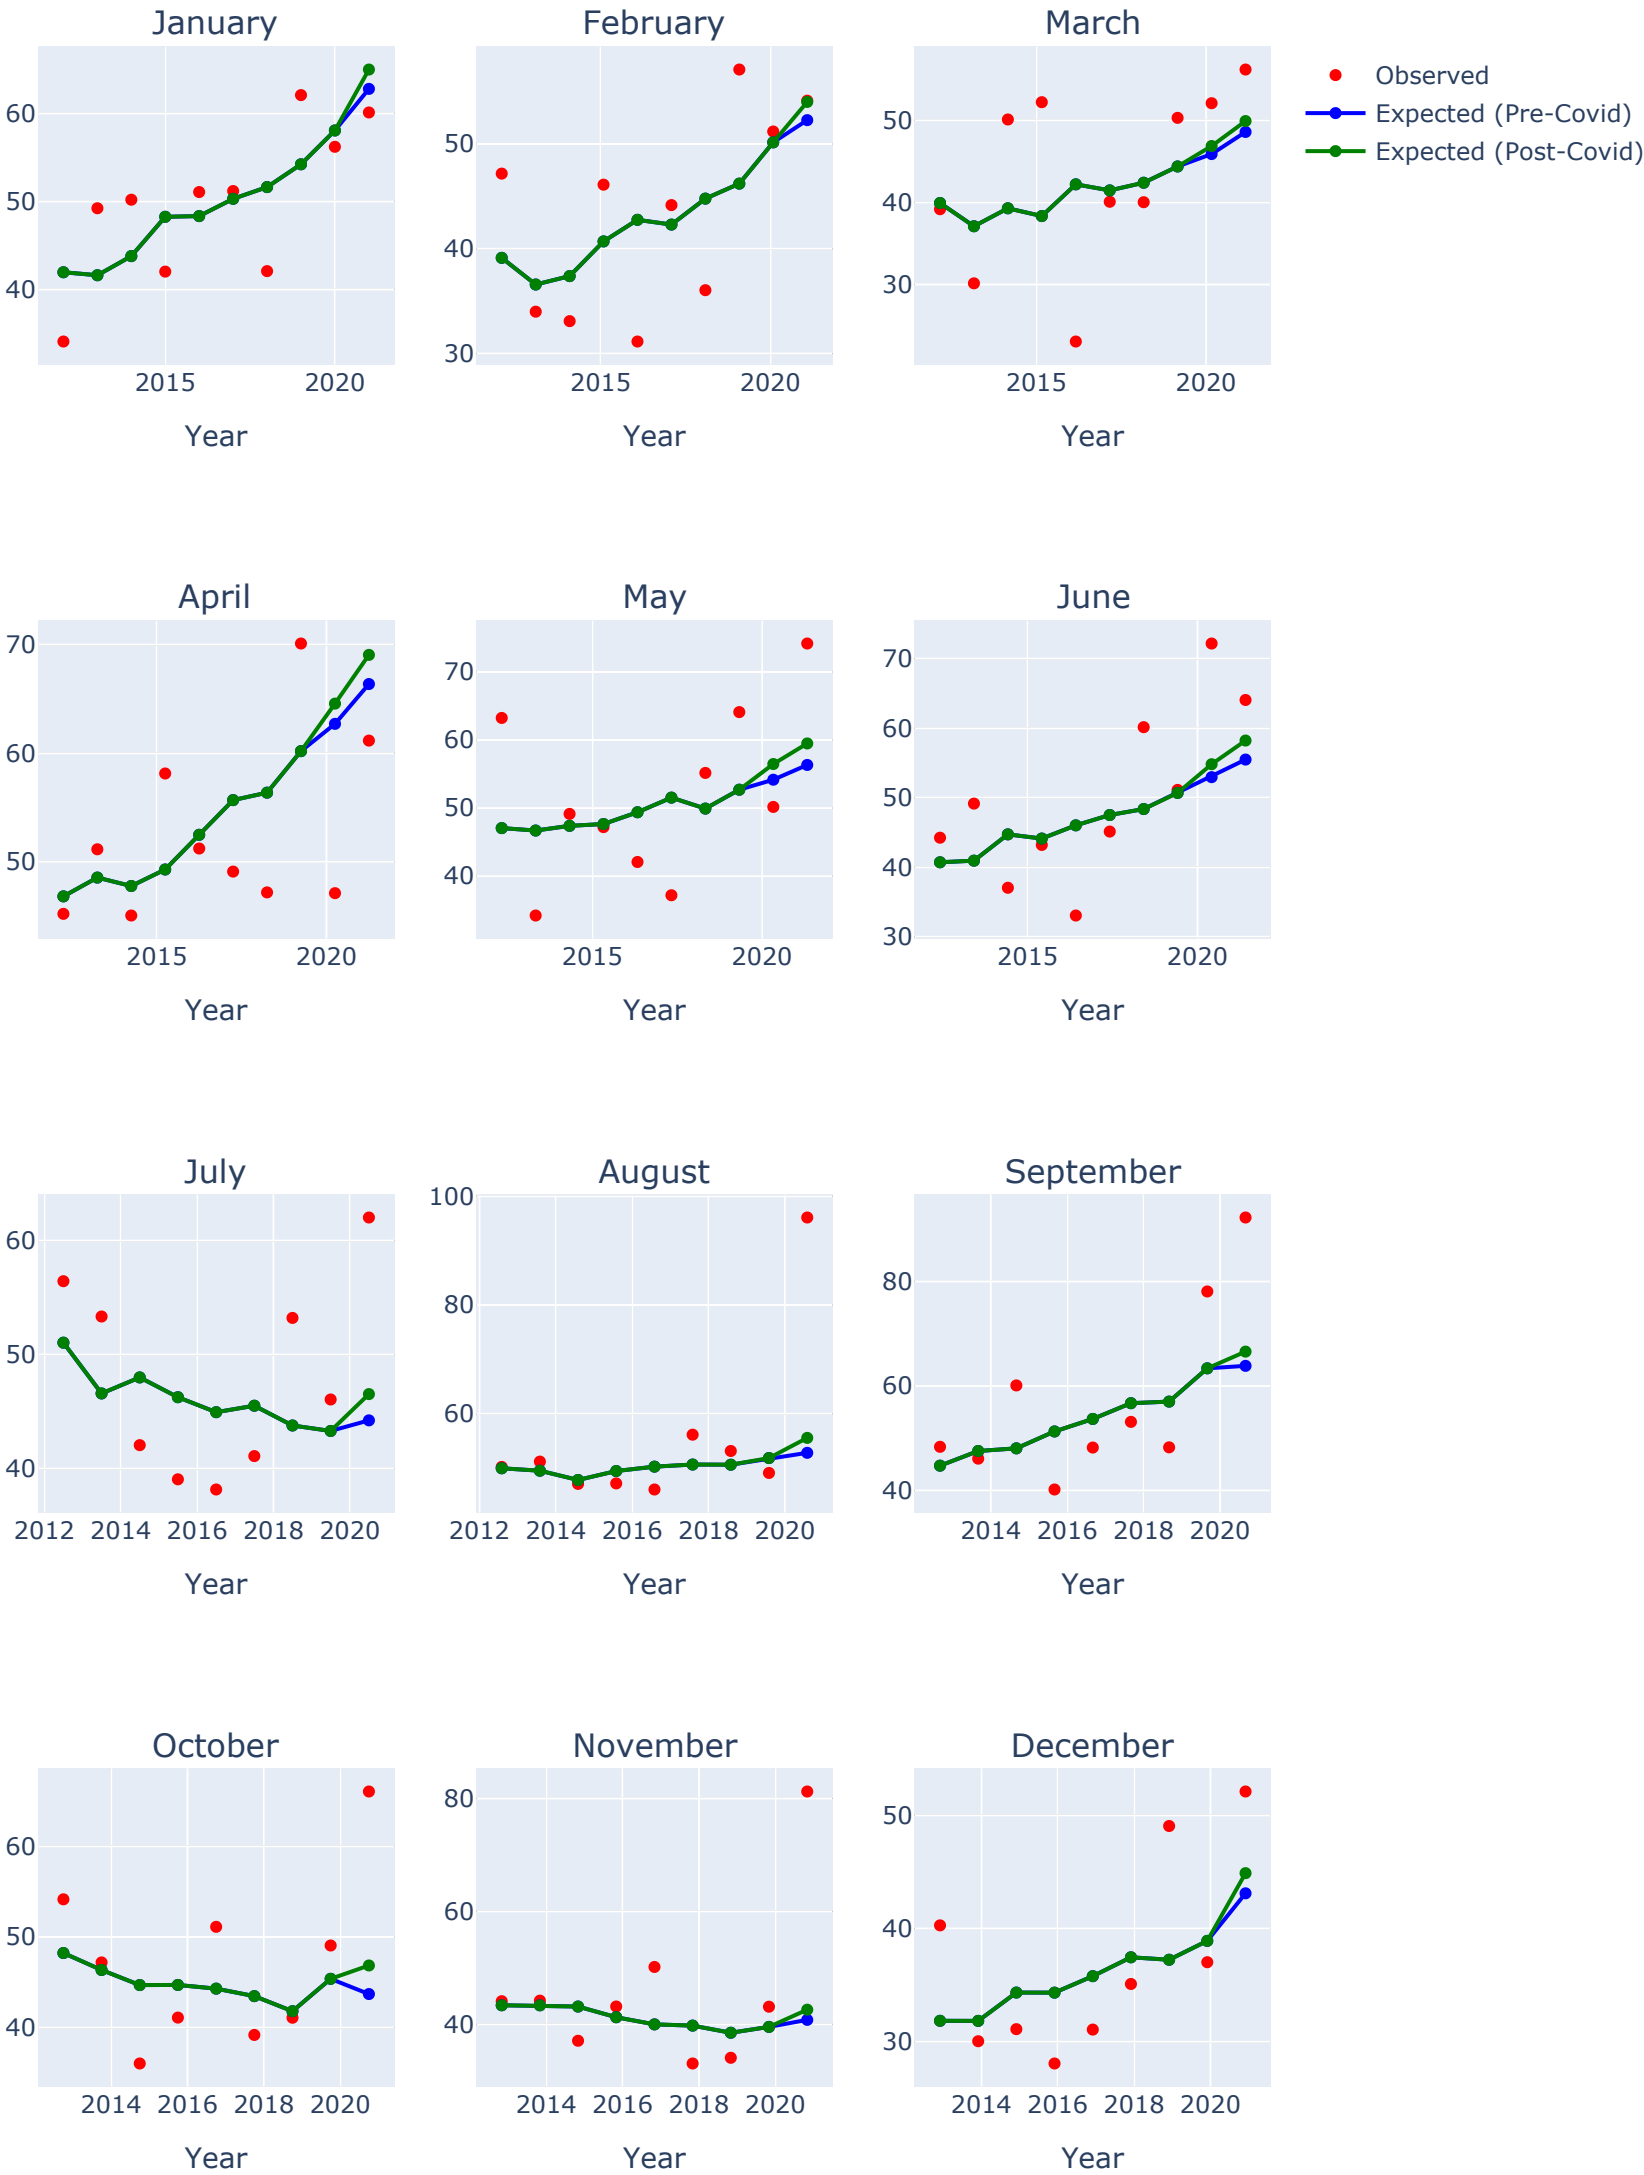 January
February
March
Observed
Expected (Pre-Covid)
Expected (Post-Covid)
60
50
40
2015
2020
Year
50
40
30
2015
2020
Year
50
40
30
2015
2020
Year
April
May
June
70
60
50
2015
2020
Year
70
60
50
40
2015
2020
Year
70
60
50
40
30
2015
2020
Year
July
August
September
60
50
40
2012
2014
2016
2018
2020
Year
100
80
60
2012
2014
2016
2018
2020
Year
80
60
40
2014
2016
2018
2020
Year
October
November
December
60
50
40
2014
2016
2018
2020
Year
80
60
40
2014
2016
2018
2020
Year
50
40
30
2014
2016
2018
2020
Year